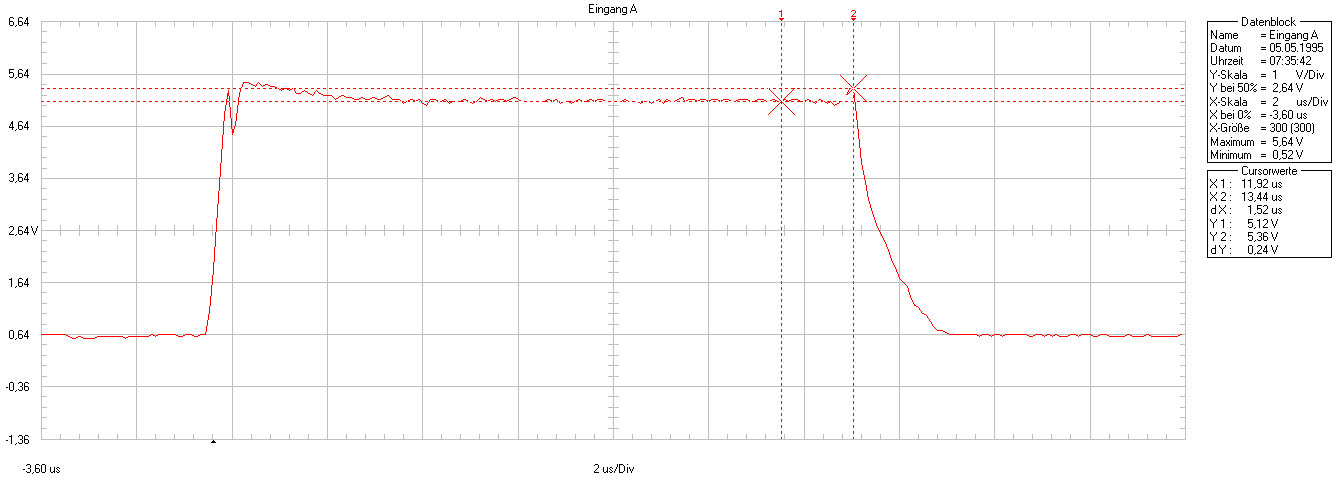 Eingang A
1 2
6,64
5,64
4,64
3,64
2,64 V
1,64
0,64
-0,36
-1,36
-3,60 us
2 us/Div
Datenblock
Name = Eingang A
Datum = 05.05.1995
Uhrzeit = 07:35:42
Y-Skala = 1 V/Div
Y bei 50% = 2,64 V
X-Skala = 2 us/Div
X bei 0% = -3,60 us
X-Größe = 300 (300)
Maximum = 5,64 V
Minimum = 0,52 V
Cursorwerte
X 1 : 11,92 us
X 2 : 13,44 us
d X : 1,52 us
Y 1 : 5,12 V
Y 2 : 5,36 V
d Y : 0,24 V